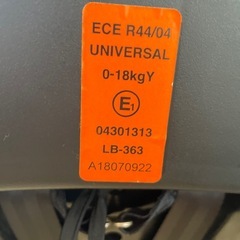 ECE R44/04
UNIVERSAL
0-18kgY
E1
04301313
LB-363
A18070922